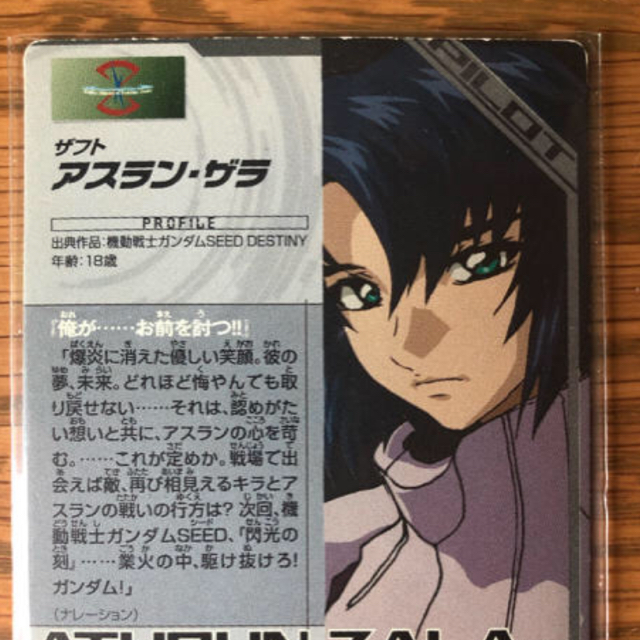 PILOT
ザフト
アスラン・ザラ
PROFILE
出典作品:機動戦士ガンダムSEED DESTINY
年齢:18歳
『俺が……お前を討つ!!』
「爆炎に消えた優しい笑顔。彼の
夢、未来。どれほど悔やんでも取
り戻せない……それは、認めがた
い想いと共に、アスランの心を苛
む。……これが定めか。戦場で出
会えば敵、再び相見えるキラとア
スランの戦いの行方は?次回、機
動戦士ガンダムSEED、「閃光の
刻」……業火の中、駆け抜けろ!
ガンダム!」
(ナレーション)
ATHRUN ZALA